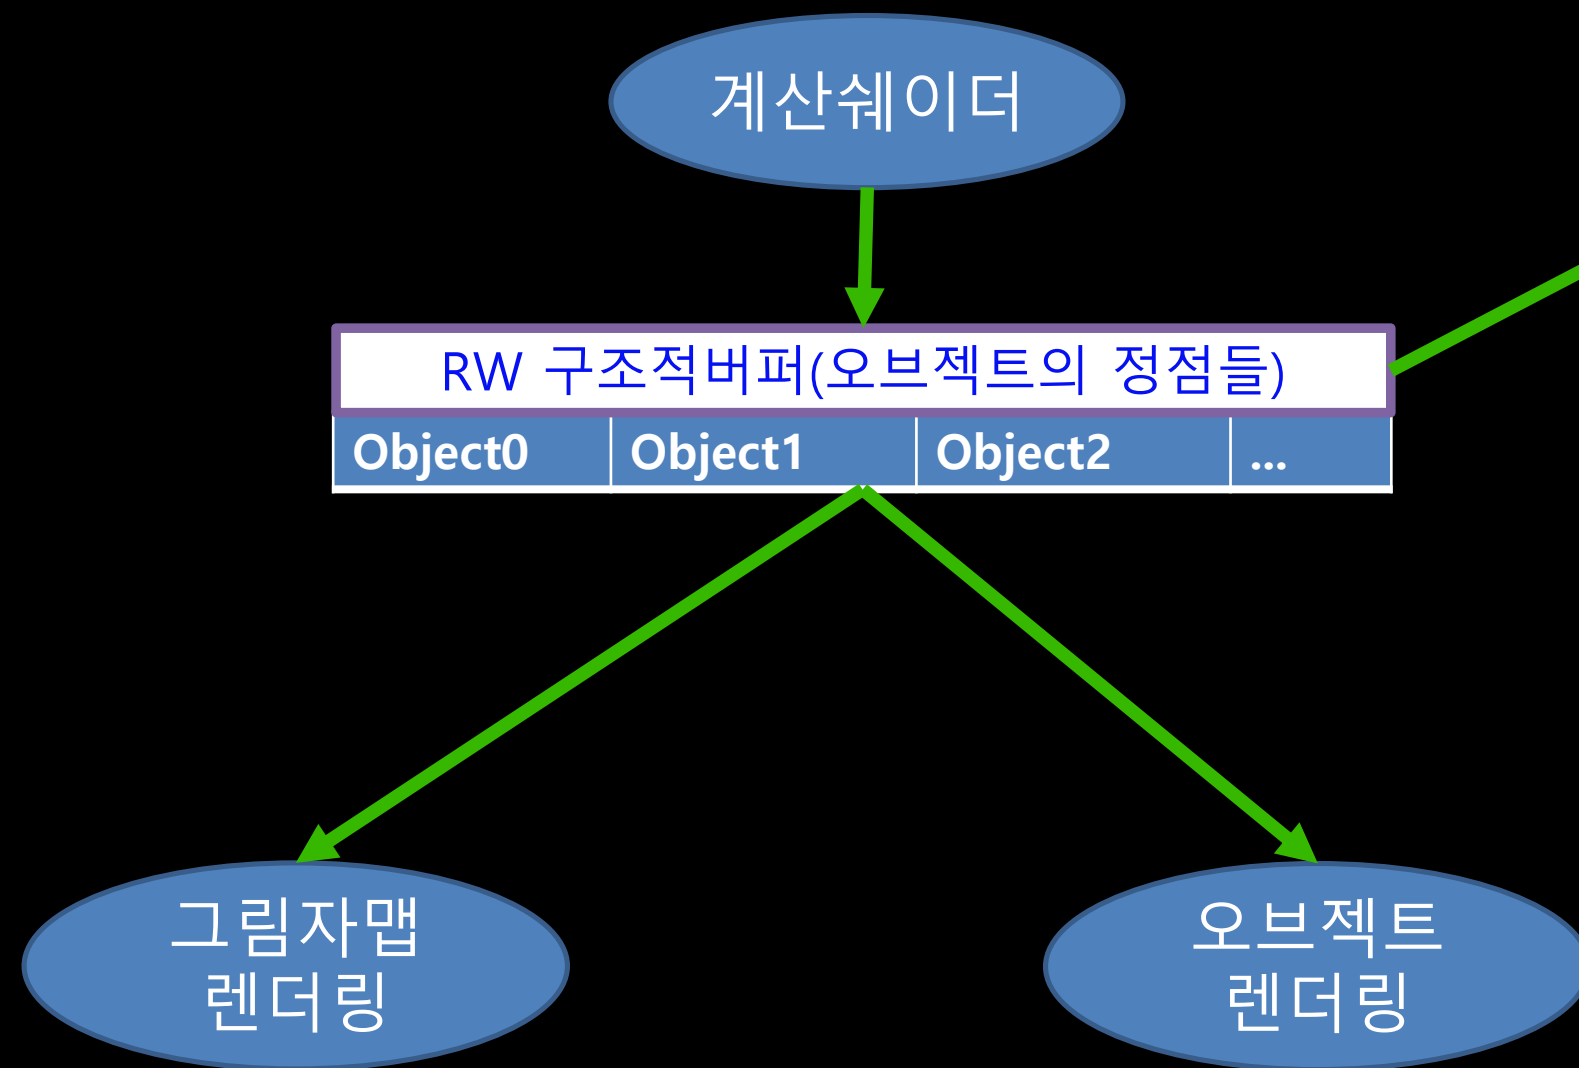 계산쉐이더
RW 구조적버퍼(오브젝트의 정점들)
Object0 Object1 Object2 ...
그림자맵
렌더링
오브젝트
렌더링